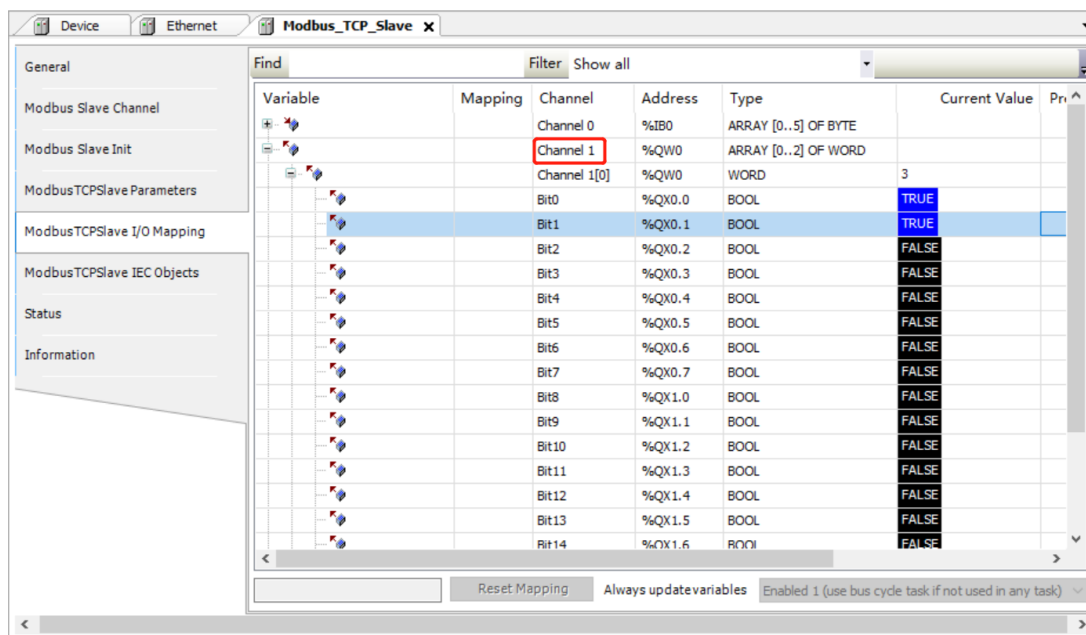 Device Ethernet Modbus_TCP_Slave X
General
Modbus Slave Channel
Modbus Slave Init
ModbusTCPSlave Parameters
ModbusTCPSlave I/O Mapping
ModbusTCPSlave IEC Objects
Status
Information
Find Filter Show all
Variable Mapping Channel Address Type Current Value Pr
Channel 0 %IB0 ARRAY [0..5] OF BYTE
Channel 1 %QW0 ARRAY [0..2] OF WORD
Channel 1[0] %QW0 WORD 3
Bit0 %QX0.0 BOOL TRUE
Bit1 %QX0.1 BOOL TRUE
Bit2 %QX0.2 BOOL FALSE
Bit3 %QX0.3 BOOL FALSE
Bit4 %QX0.4 BOOL FALSE
Bit5 %QX0.5 BOOL FALSE
Bit6 %QX0.6 BOOL FALSE
Bit7 %QX0.7 BOOL FALSE
Bit8 %QX1.0 BOOL FALSE
Bit9 %QX1.1 BOOL FALSE
Bit10 %QX1.2 BOOL FALSE
Bit11 %QX1.3 BOOL FALSE
Bit12 %QX1.4 BOOL FALSE
Bit13 %QX1.5 BOOL FALSE
Bit14 %QX1.6 BOOL FALSE
Reset Mapping Always update variables Enabled 1 (use bus cycle task if not used in any task)